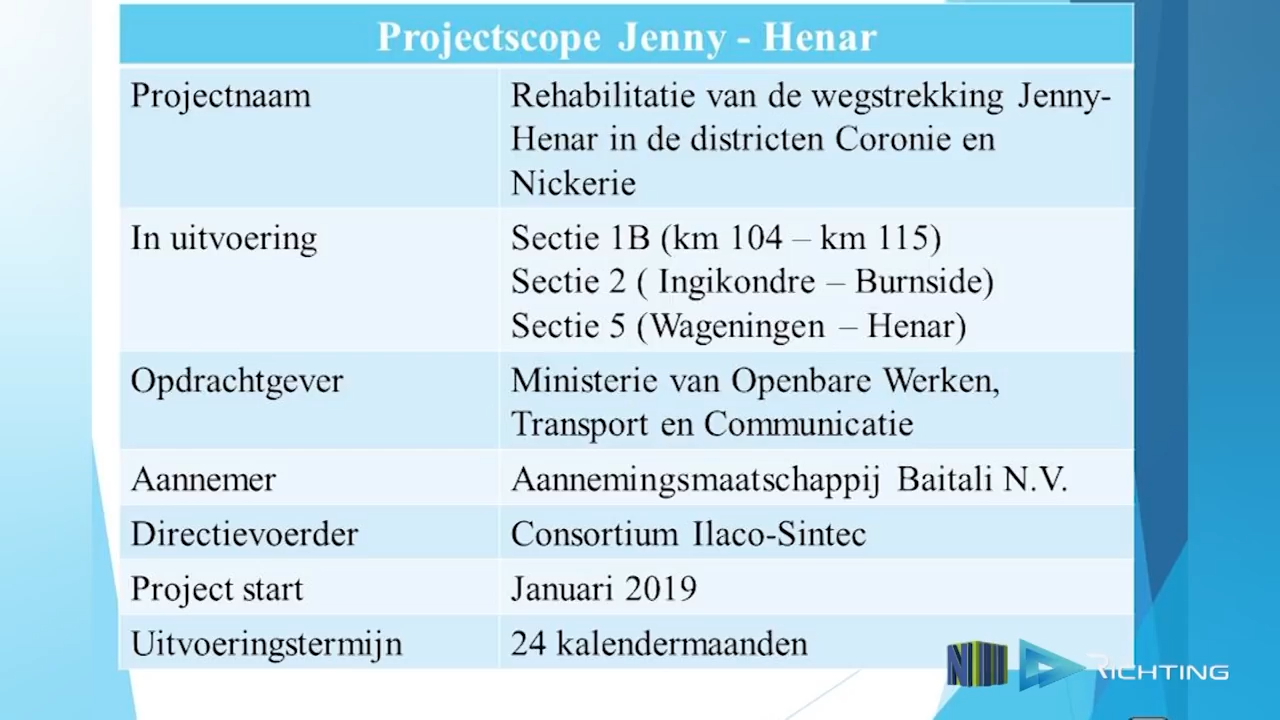 Projectscope Jenny - Henar
Projectnaam
Rehabilitatie van de wegstrekking Jenny-
Henar in de districten Coronie en
Nickerie
In uitvoering
Sectie 1B (km 104 – km 115)
Sectie 2 ( Ingikondre – Burnside)
Sectie 5 (Wageningen – Henar)
Opdrachtgever
Ministerie van Openbare Werken,
Transport en Communicatie
Aannemer
Aannemingsmaatschappij Baitali N.V.
Directievoerder
Consortium Ilaco-Sintec
Project start
Januari 2019
Uitvoeringstermijn
24 kalendermaanden
RICHTING